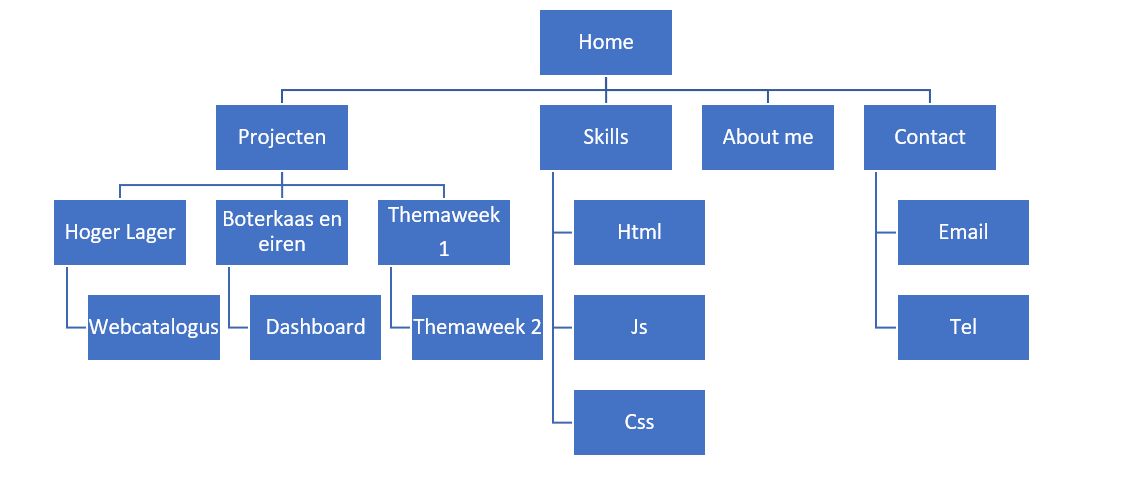 Home
Projecten
Skills
About me
Contact
Hoger Lager
Boterkaas en
eiren
Themaweek
1
Html
Email
Webcatalogus
Dashboard
Themaweek 2
Js
Tel
Css